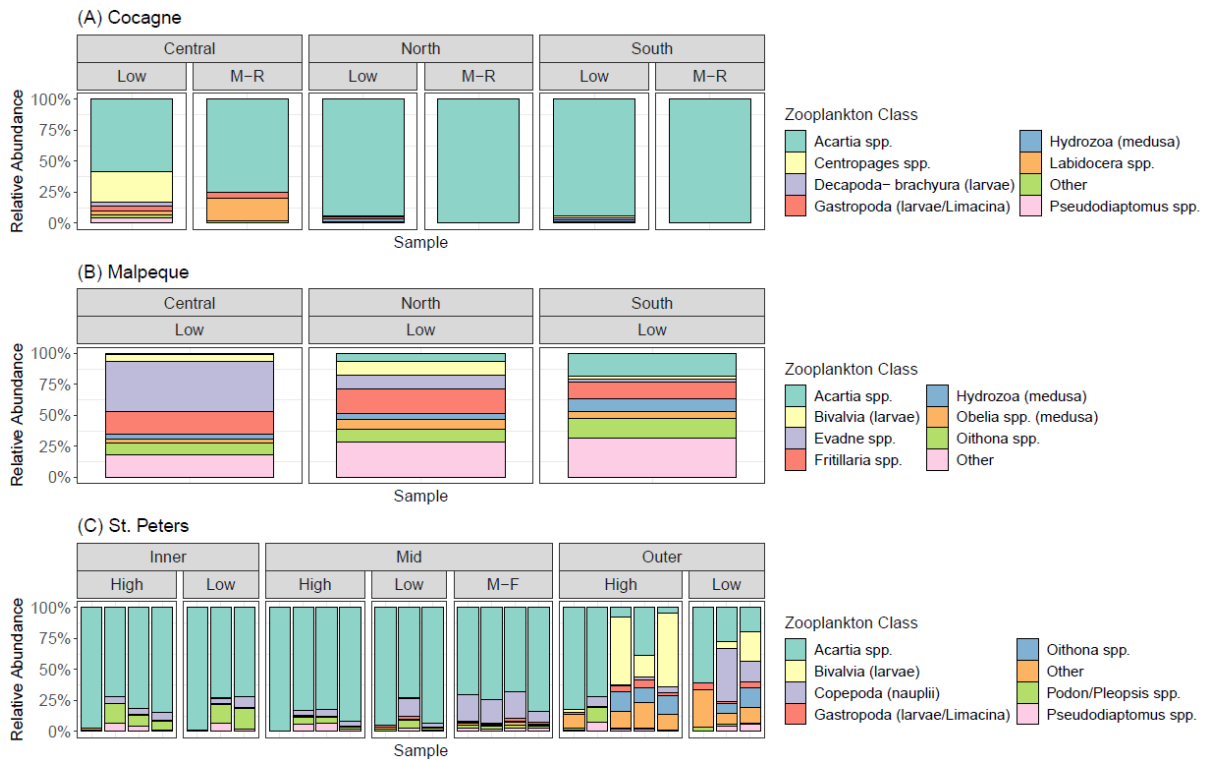 (A) Cocagne
Central North South
Low M−R Low M−R Low M−R
Relative Abundance
100%
75%
50%
25%
0%
Sample
Zooplankton Class
Acartia spp. Hydrozoa (medusa)
Centropages spp. Labidocera spp.
Decapoda− brachyura (larvae) Other
Gastropoda (larvae/Limacina) Pseudodiaptomus spp.
(B) Malpeque
Central North South
Low Low Low
Relative Abundance
100%
75%
50%
25%
0%
Sample
Zooplankton Class
Acartia spp. Hydrozoa (medusa)
Bivalvia (larvae) Obelia spp. (medusa)
Evadne spp. Oithona spp.
Fritillaria spp. Other
(C) St. Peters
Inner Mid Outer
High Low High Low M−F High Low
Relative Abundance
100%
75%
50%
25%
0%
Sample
Zooplankton Class
Acartia spp. Oithona spp.
Bivalvia (larvae) Other
Copepoda (nauplii) Podon/Pleopsis spp.
Gastropoda (larvae/Limacina) Pseudodiaptomus spp.